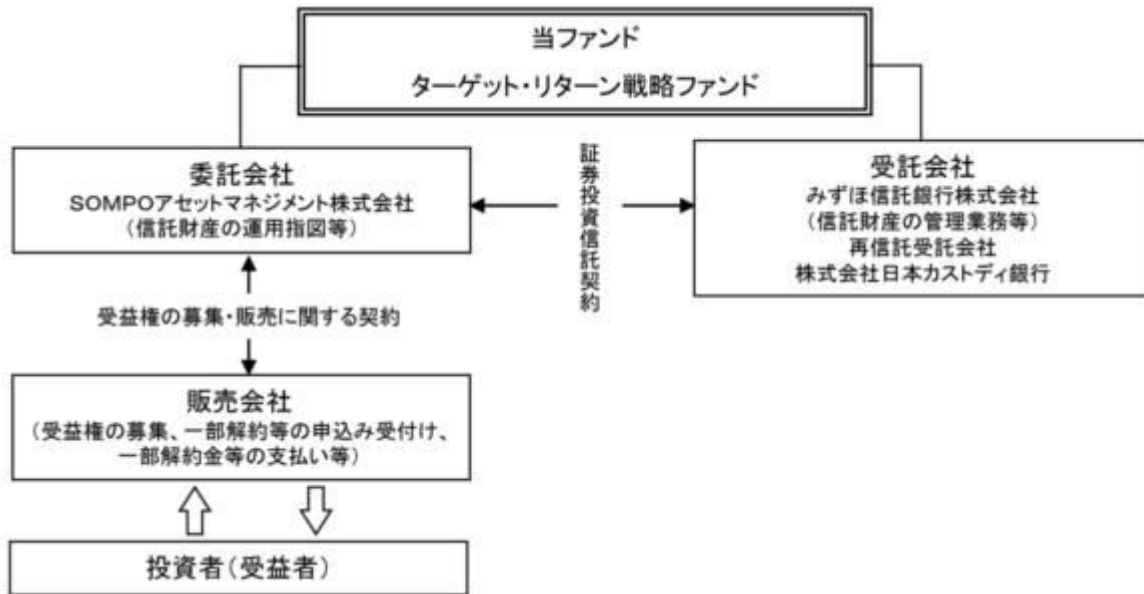 当ファンド
ターゲット・リターン戦略ファンド
委託会社
SOMPOアセットマネジメント株式会社
(信託財産の運用指図等)
証券投資信託契約
受託会社
みずほ信託銀行株式会社
(信託財産の管理業務等)
再信託受託会社
株式会社日本カストディ銀行
受益権の募集・販売に関する契約
販売会社
(受益権の募集、一部解約等の申込み受付け、
一部解約金等の支払い等)
投資者(受益者)